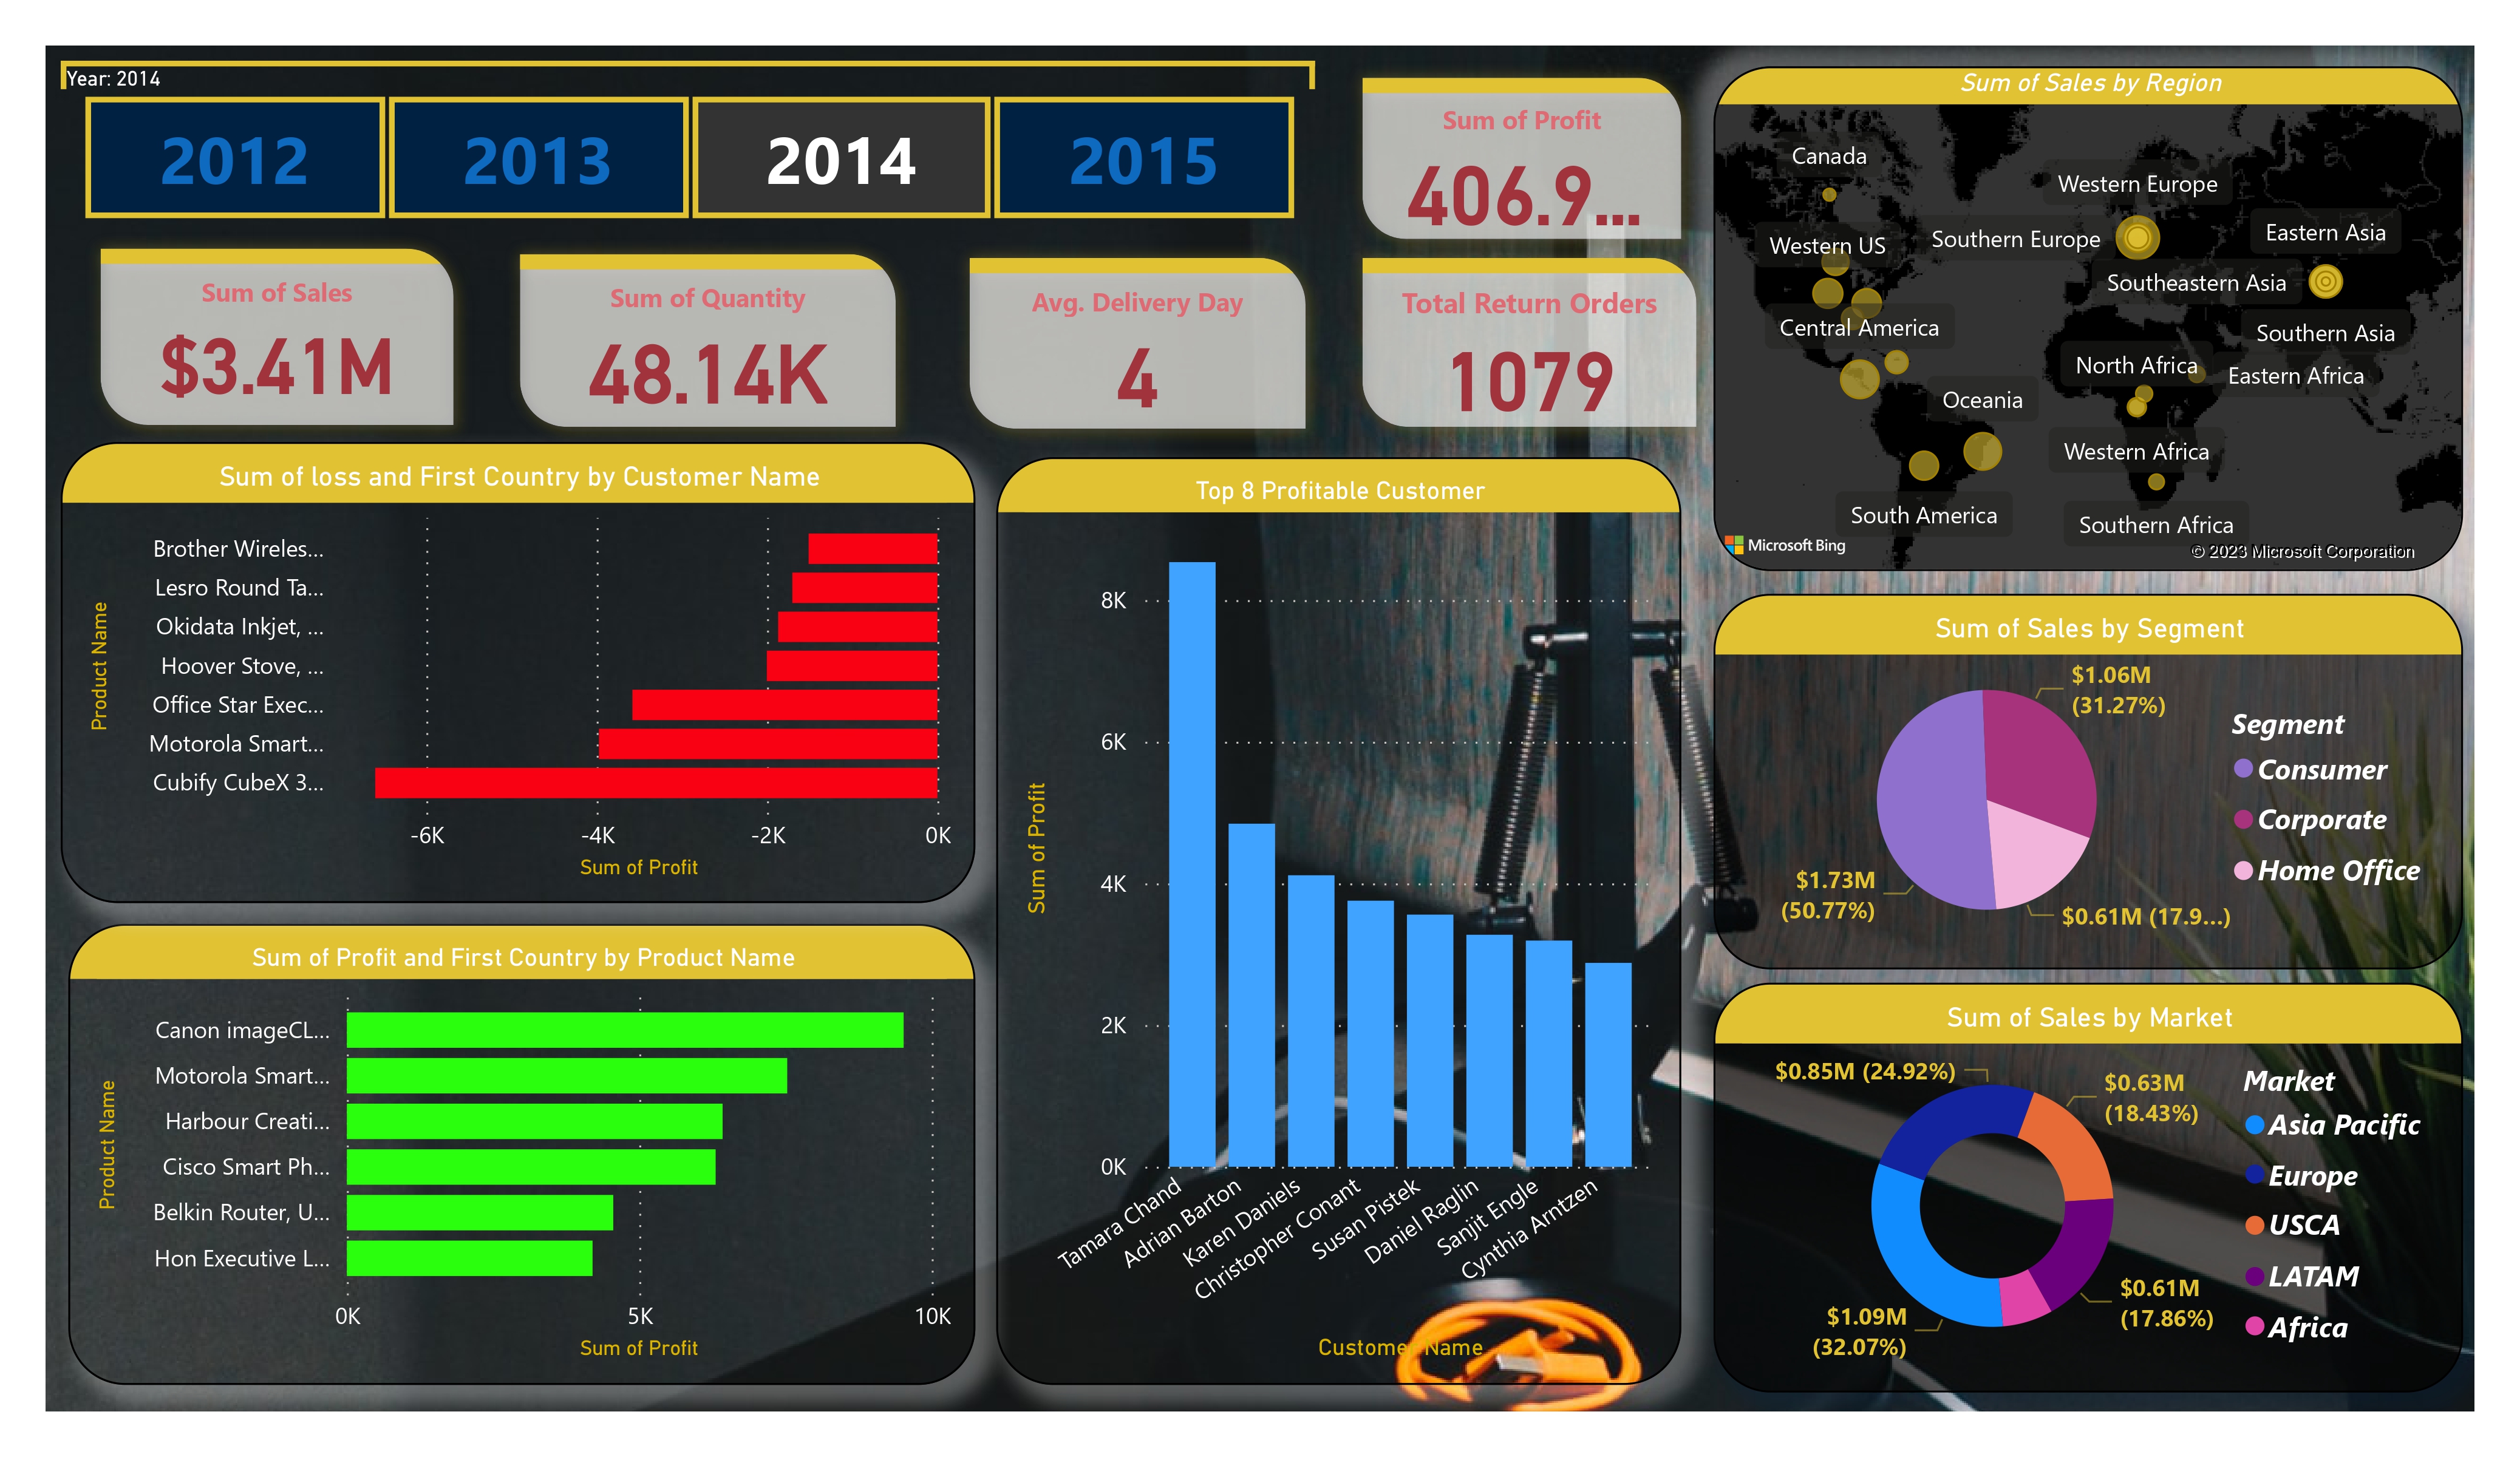 Year: 2014
2012
2013
2014
2015
Sum of Profit
406.9...
Sum of Sales
$3.41M
Sum of Quantity
48.14K
Avg. Delivery Day
4
Total Return Orders
1079
Sum of Sales by Region
Canada
Western Europe
Western US
Southern Europe
Eastern Asia
Southeastern Asia
Central America
Southern Asia
North Africa
Eastern Africa
Oceania
Western Africa
South America
Southern Africa
Microsoft Bing
© 2023 Microsoft Corporation
Sum of loss and First Country by Customer Name
Product Name
Brother Wireles...
Lesro Round Ta...
Okidata Inkjet, ...
Hoover Stove, ...
Office Star Exec...
Motorola Smart...
Cubify CubeX 3...
-6K
-4K
-2K
0K
Sum of Profit
Sum of Profit and First Country by Product Name
Product Name
Canon imageCL...
Motorola Smart...
Harbour Creati...
Cisco Smart Ph...
Belkin Router, U...
Hon Executive L...
0K
5K
10K
Sum of Profit
Top 8 Profitable Customer
Sum of Profit
8K
6K
4K
2K
0K
Tamara Chand
Adrian Barton
Karen Daniels
Christopher Conant
Susan Pistek
Daniel Raglin
Sanjit Engle
Cynthia Arntzen
Customer Name
Sum of Sales by Segment
$1.06M
(31.27%)
$1.73M
(50.77%)
$0.61M (17.9...)
Segment
Consumer
Corporate
Home Office
Sum of Sales by Market
$0.85M (24.92%)
$0.63M
(18.43%)
$0.61M
(17.86%)
$1.09M
(32.07%)
Market
Asia Pacific
Europe
USCA
LATAM
Africa